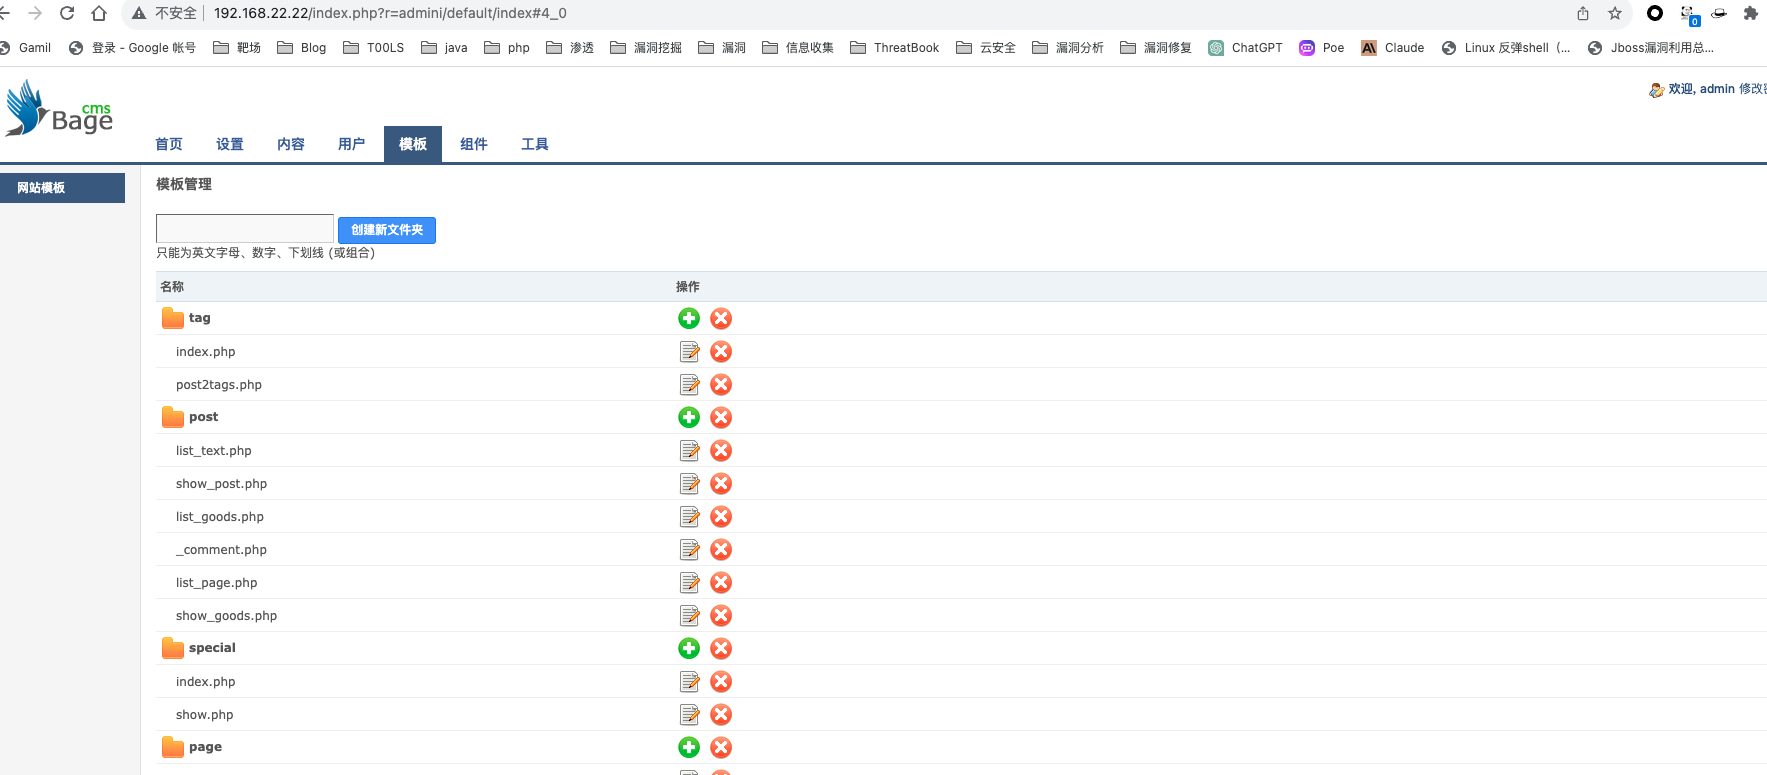 不安全 192.168.22.22/index.php?r=admini/default/index#4_0
Gamil 登录 - Google 帐号 靶场 Blog T00LS java php 渗透 漏洞挖掘 漏洞 信息收集 ThreatBook 云安全 漏洞分析 漏洞修复 ChatGPT Poe Claude Linux 反弹shell（... Jboss漏洞利用总...
0
欢迎, admin 修改密
cms
Bage
首页 设置 内容 用户 模板 组件 工具
网站模板
模板管理
创建新文件夹
只能为英文字母、数字、下划线 (或组合)
名称 操作
tag
index.php
post2tags.php
post
list_text.php
show_post.php
list_goods.php
_comment.php
list_page.php
show_goods.php
special
index.php
show.php
page